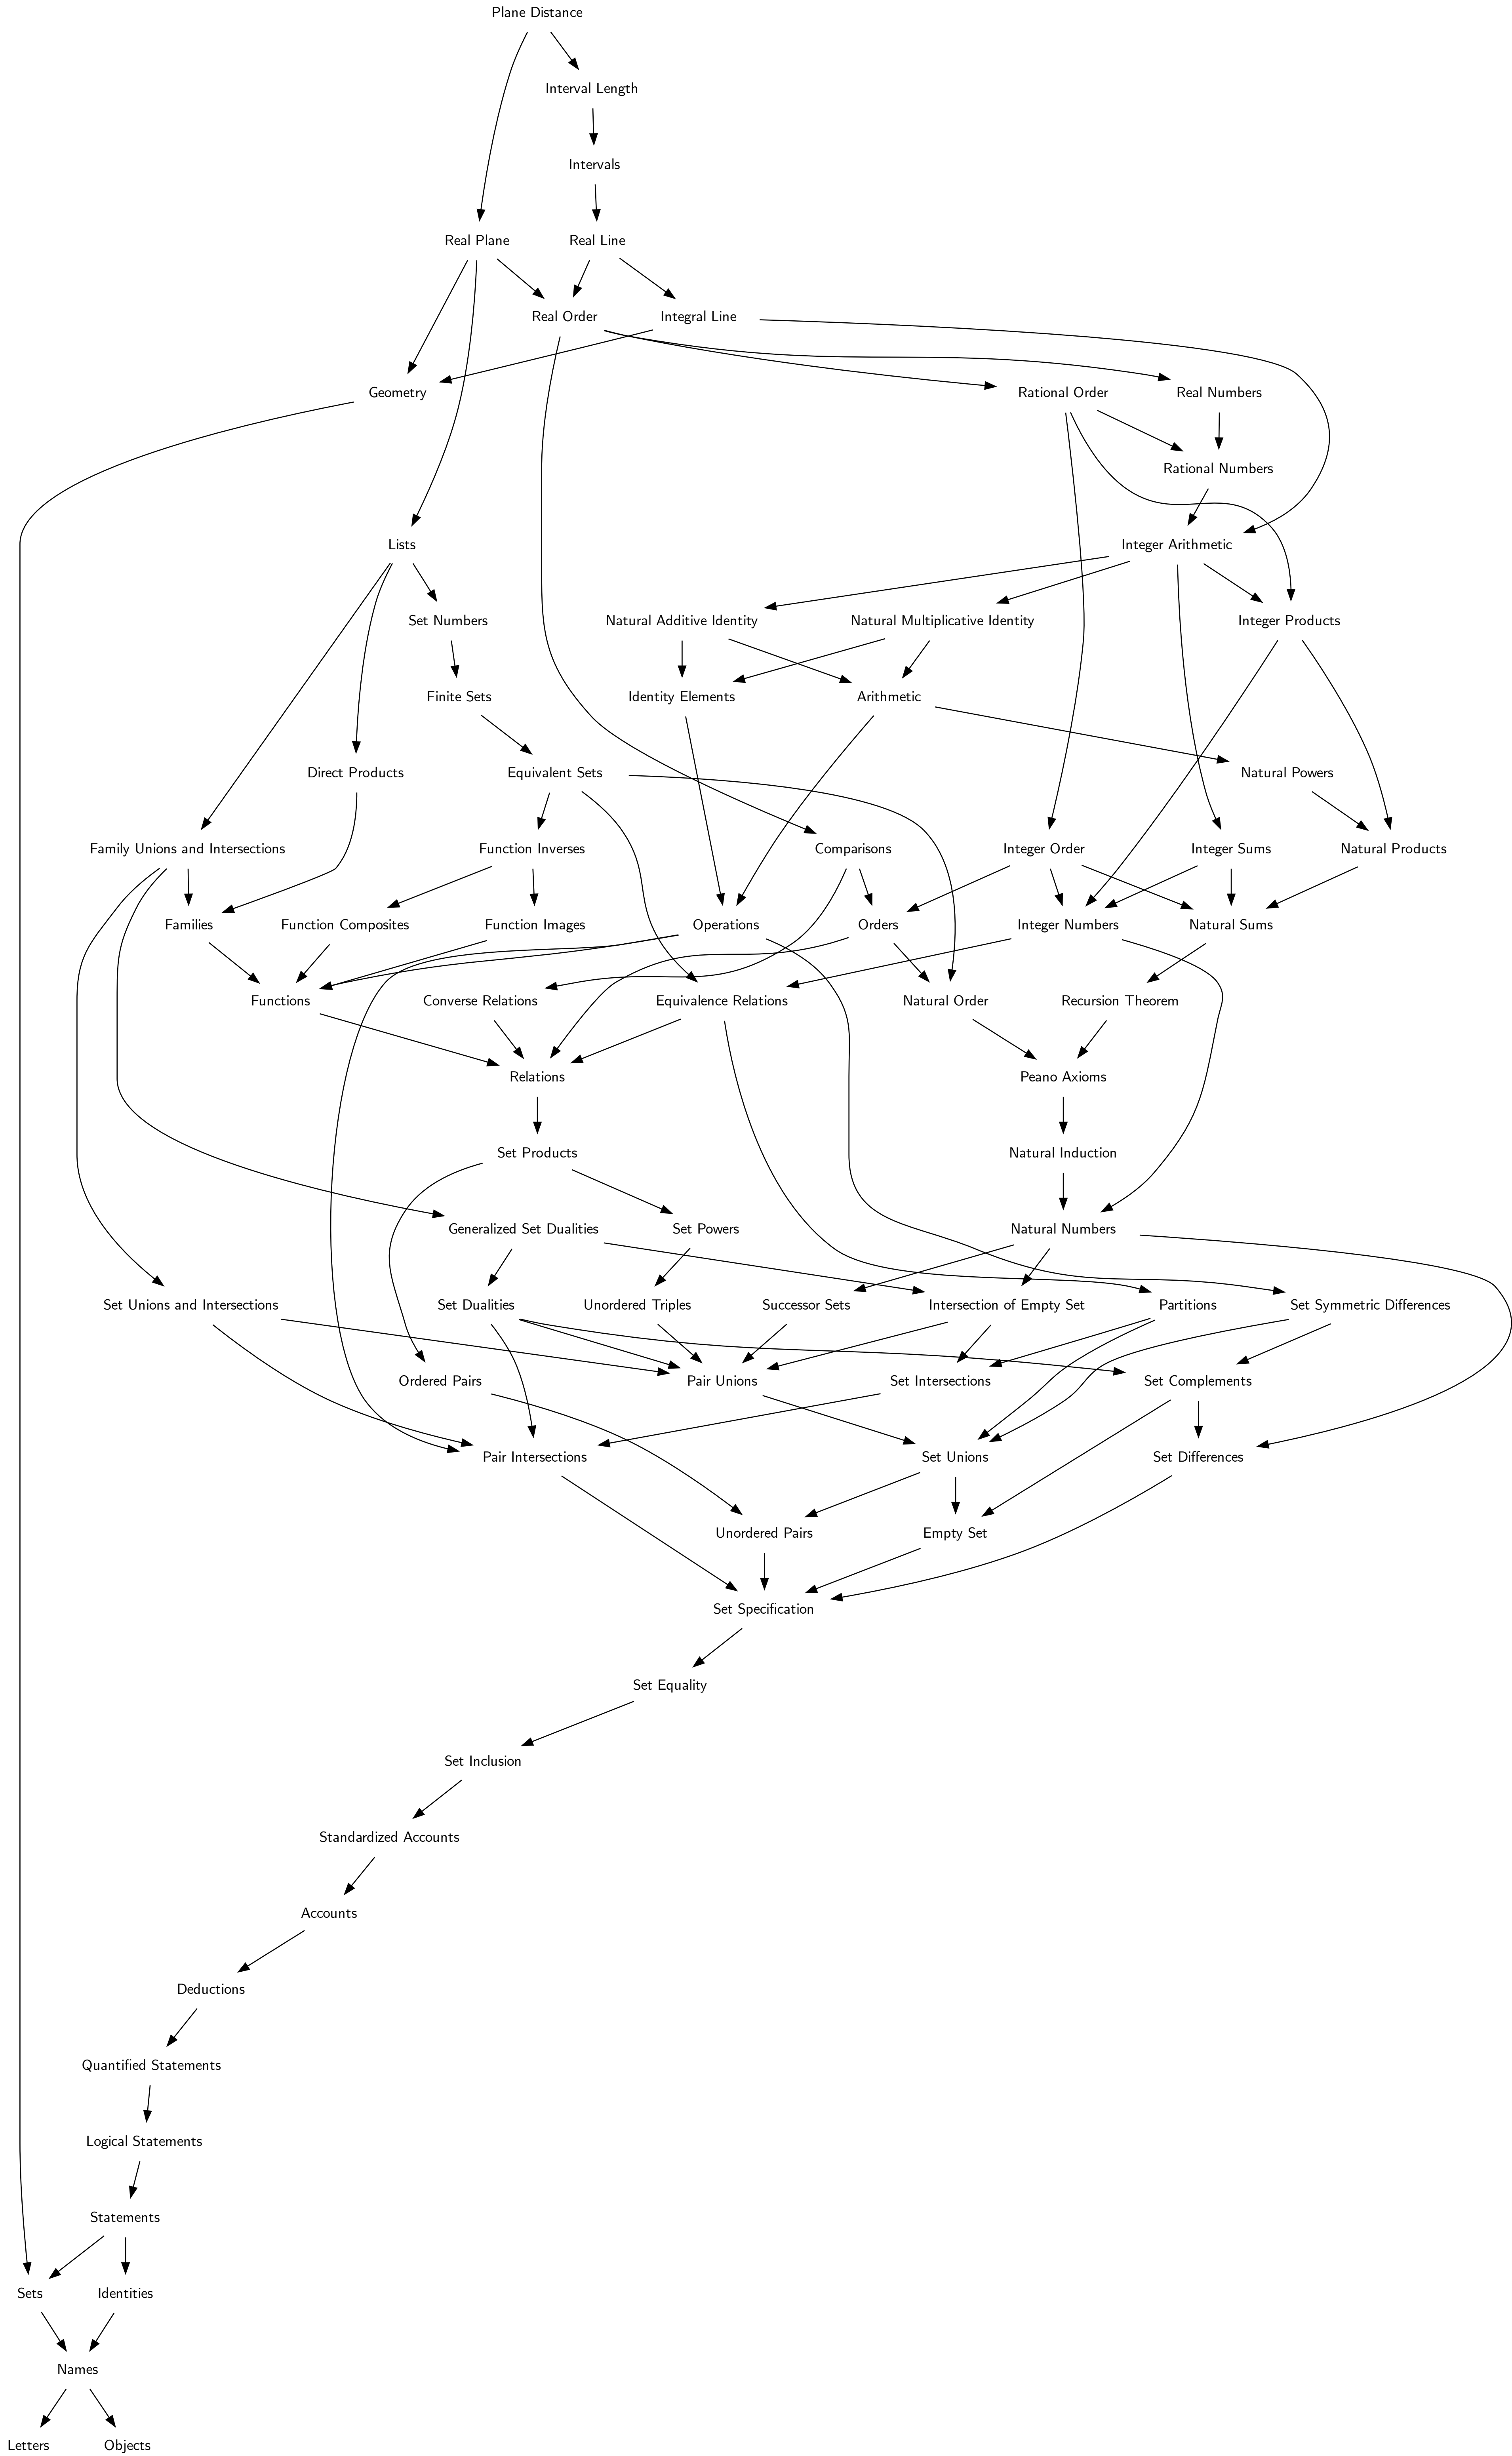 Plane Distance
Interval Length
Intervals
Real Plane
Real Line
Real Order
Integral Line
Geometry
Rational Order
Real Numbers
Rational Numbers
Lists
Integer Arithmetic
Set Numbers
Natural Additive Identity
Natural Multiplicative Identity
Integer Products
Finite Sets
Identity Elements
Arithmetic
Direct Products
Equivalent Sets
Natural Powers
Family Unions and Intersections
Function Inverses
Comparisons
Integer Order
Integer Sums
Natural Products
Families
Function Composites
Function Images
Operations
Orders
Integer Numbers
Natural Sums
Functions
Converse Relations
Equivalence Relations
Natural Order
Recursion Theorem
Relations
Peano Axioms
Set Products
Natural Induction
Generalized Set Dualities
Set Powers
Natural Numbers
Set Unions and Intersections
Set Dualities
Unordered Triples
Successor Sets
Intersection of Empty Set
Partitions
Set Symmetric Differences
Ordered Pairs
Pair Unions
Set Intersections
Set Complements
Pair Intersections
Set Unions
Set Differences
Unordered Pairs
Empty Set
Set Specification
Set Equality
Set Inclusion
Standardized Accounts
Accounts
Deductions
Quantified Statements
Logical Statements
Statements
Sets
Identities
Names
Letters
Objects